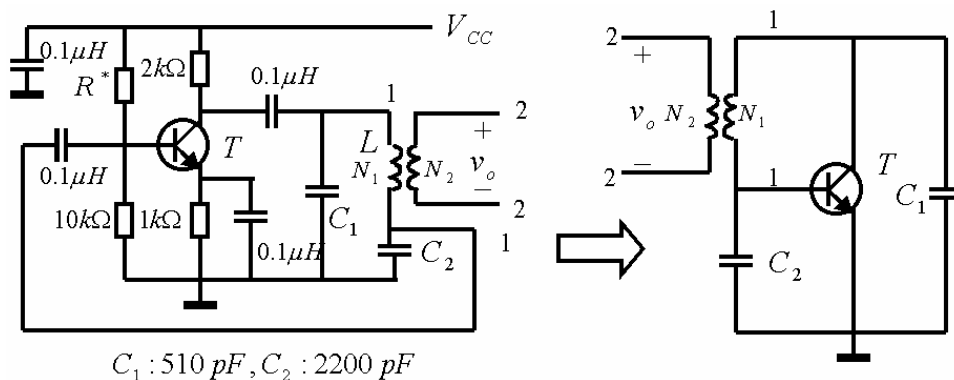 V_CC
0.1μH
R*
2kΩ
0.1μH
1
2
+
T
L
N_1
N_2
v_o
−
0.1μH
C_1
2
10kΩ
1kΩ
0.1μH
C_2
1
C_1 : 510 pF, C_2 : 2200 pF
2
1
+
v_o
N_2
N_1
−
2
1
T
C_1
C_2